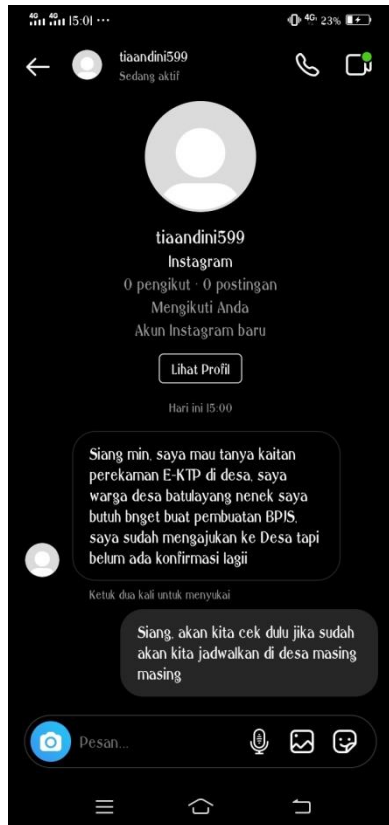 15:01 ...
4G 23%
tiaandini599
Sedang aktif
tiaandini599
Instagram
0 pengikut · 0 postingan
Mengikuti Anda
Akun Instagram baru
Lihat Profil
Hari ini 15:00
Siang min, saya mau tanya kaitan
perekaman E-KTP di desa, saya
warga desa batulayang nenek saya
butuh bnget buat pembuatan BPJS,
saya sudah mengajukan ke Desa tapi
belum ada konfirmasi lagii
Ketuk dua kali untuk menyukai
Siang, akan kita cek dulu jika sudah
akan kita jadwalkan di desa masing
masing
Pesan...